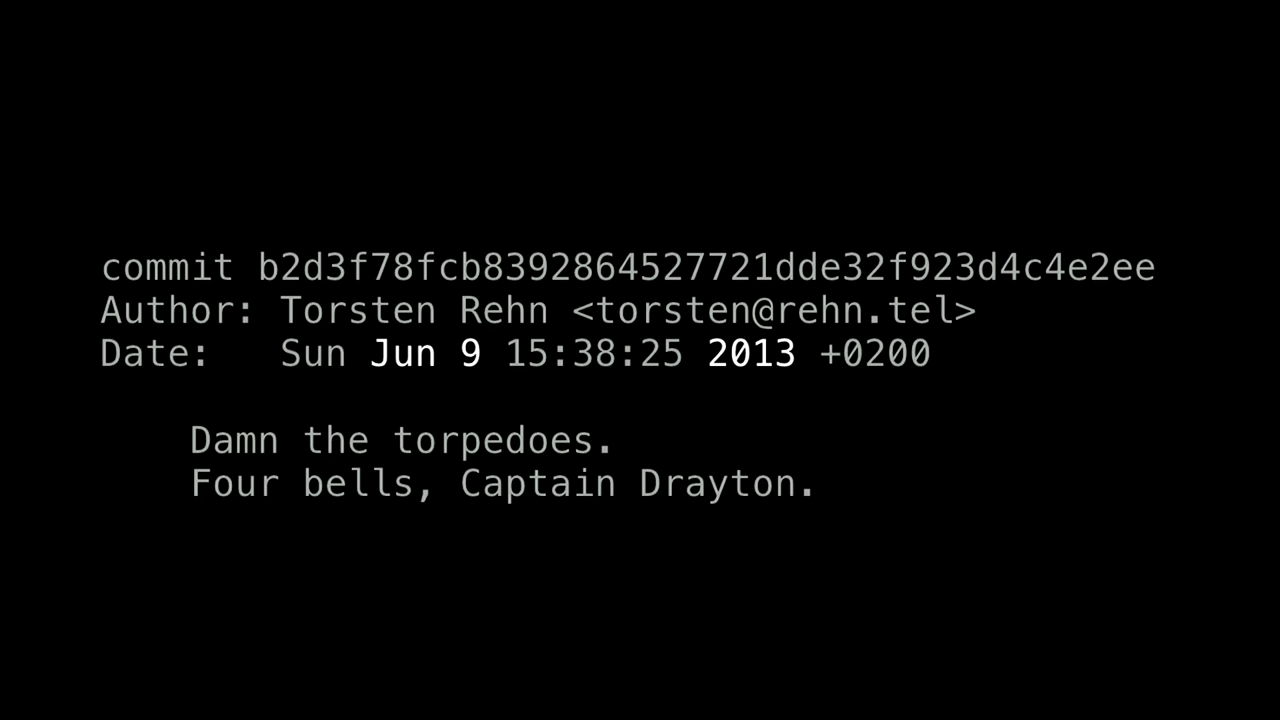 commit b2d3f78fcb8392864527721dde32f923d4c4e2ee
Author: Torsten Rehn <torsten@rehn.tel>
Date:   Sun Jun 9 15:38:25 2013 +0200
Damn the torpedoes.
Four bells, Captain Drayton.